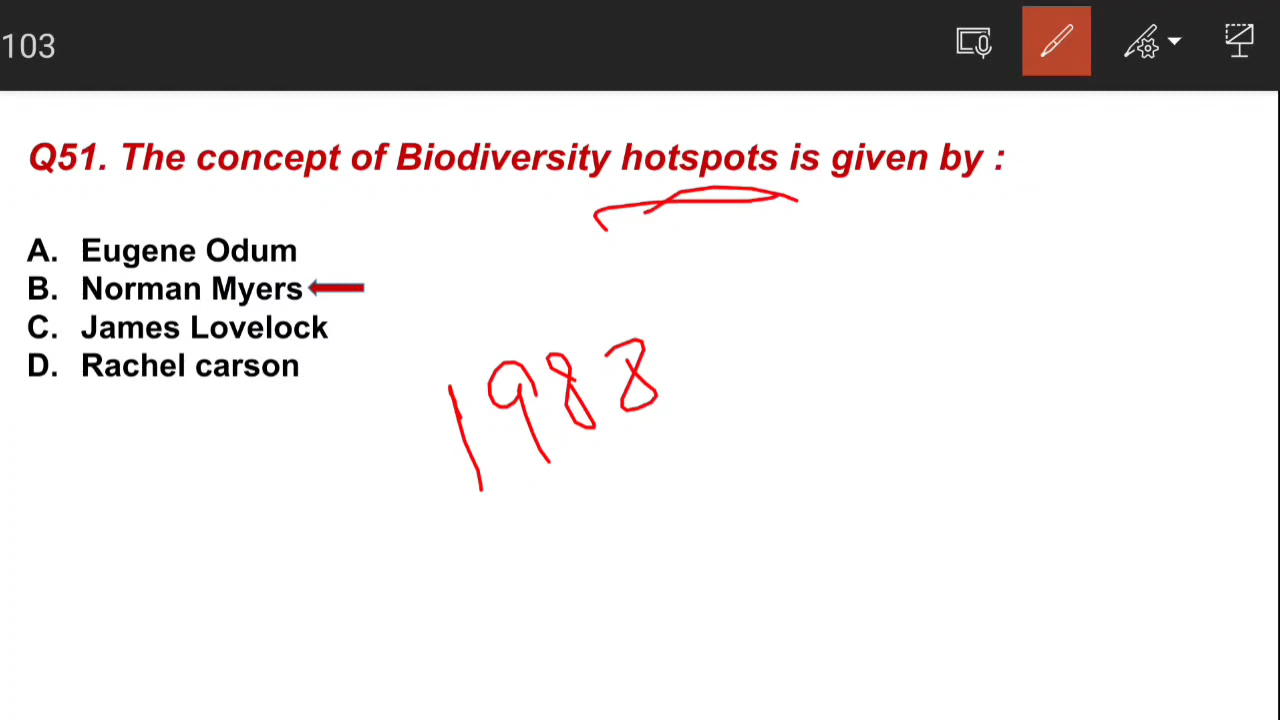 103
Q51. The concept of Biodiversity hotspots is given by :
A. Eugene Odum
B. Norman Myers
C. James Lovelock
D. Rachel carson
1988